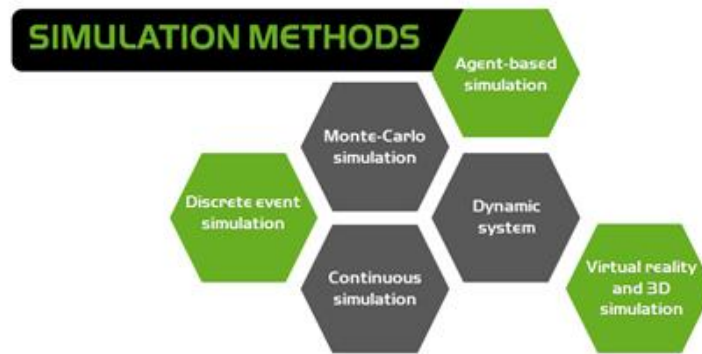 SIMULATION METHODS
Agent-based
simulation
Monte-Carlo
simulation
Discrete event
simulation
Dynamic
system
Continuous
simulation
Virtual reality
and 3D
simulation